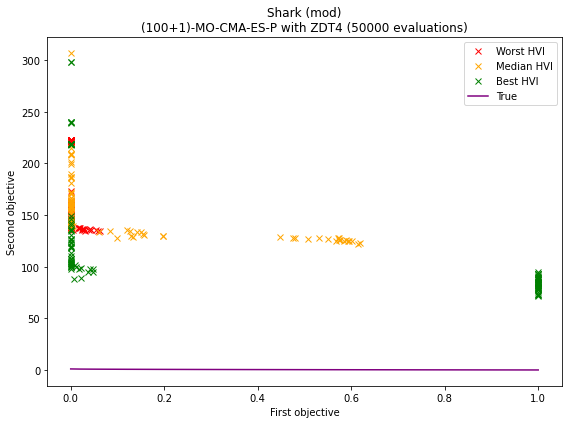 Shark (mod)
(100+1)-MO-CMA-ES-P with ZDT4 (50000 evaluations)
Worst HVI
Median HVI
Best HVI
True
Second objective
300
250
200
150
100
50
0
0.0 0.2 0.4 0.6 0.8 1.0
First objective